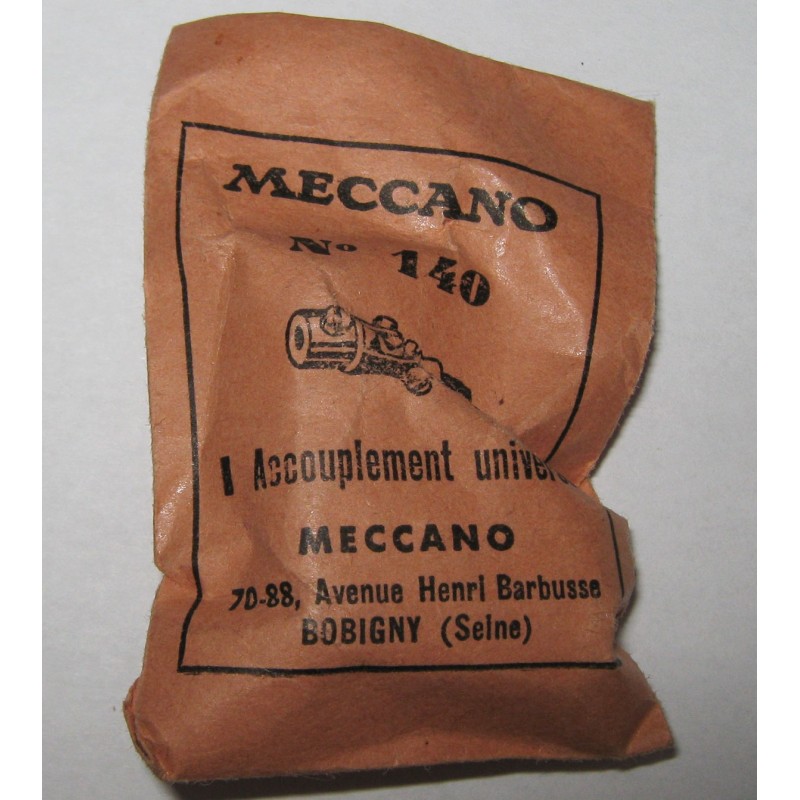 MECCANO
No 140
1 Accouplement
MECCANO
70-88, Avenue Henri Barbusse
BOBIGNY (Seine)